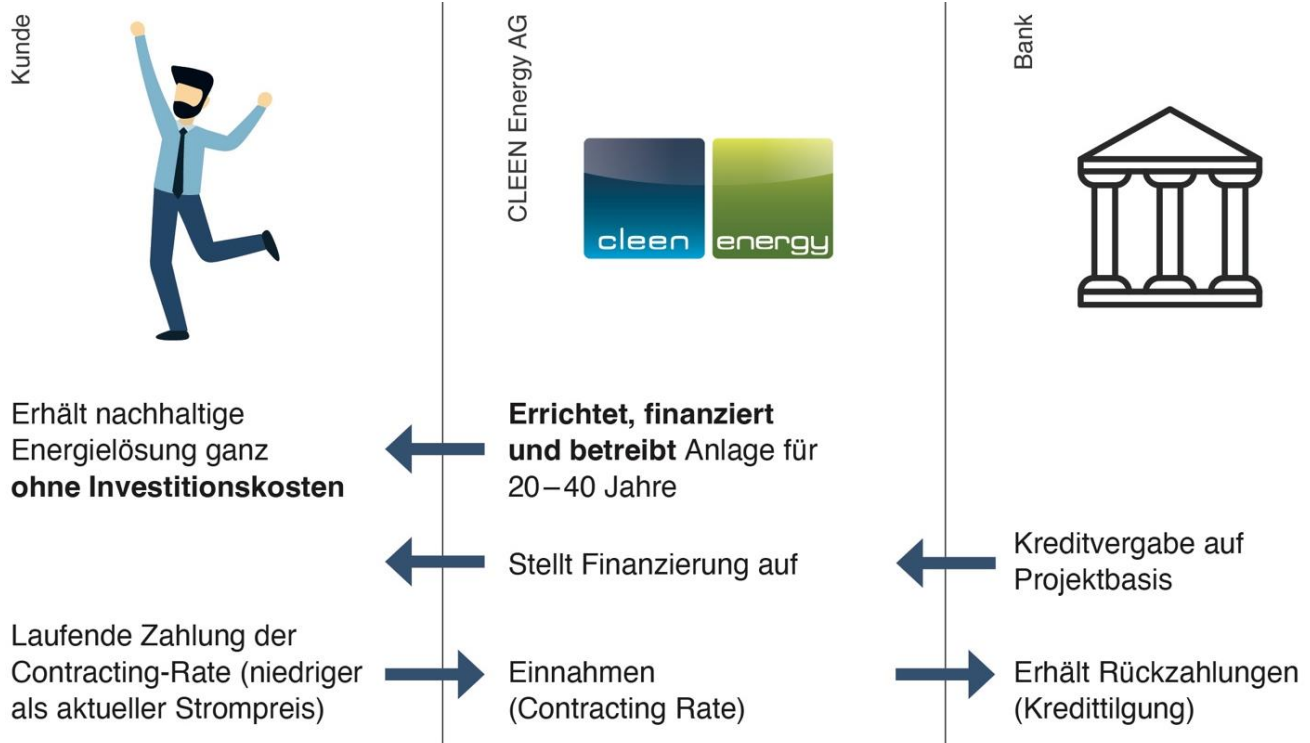 Kunde
CLEEN Energy AG
Bank
cleen energy
Erhält nachhaltige
Energielösung ganz
ohne Investitionskosten
Errichtet, finanziert
und betreibt Anlage für
20–40 Jahre
Stellt Finanzierung auf
Kreditvergabe auf
Projektbasis
Laufende Zahlung der
Contracting-Rate (niedriger
als aktueller Strompreis)
Einnahmen
(Contracting Rate)
Erhält Rückzahlungen
(Kredittilgung)